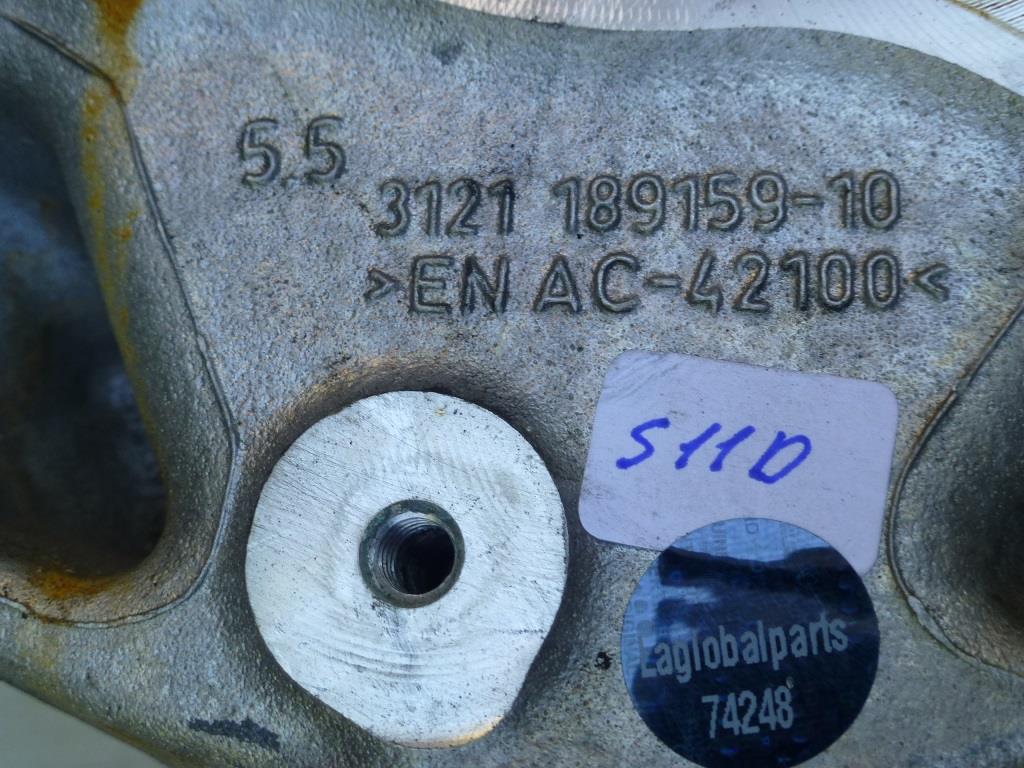 5.5
3121 189159-10
>EN AC-42100<
S11D
Laglobalparts
74248